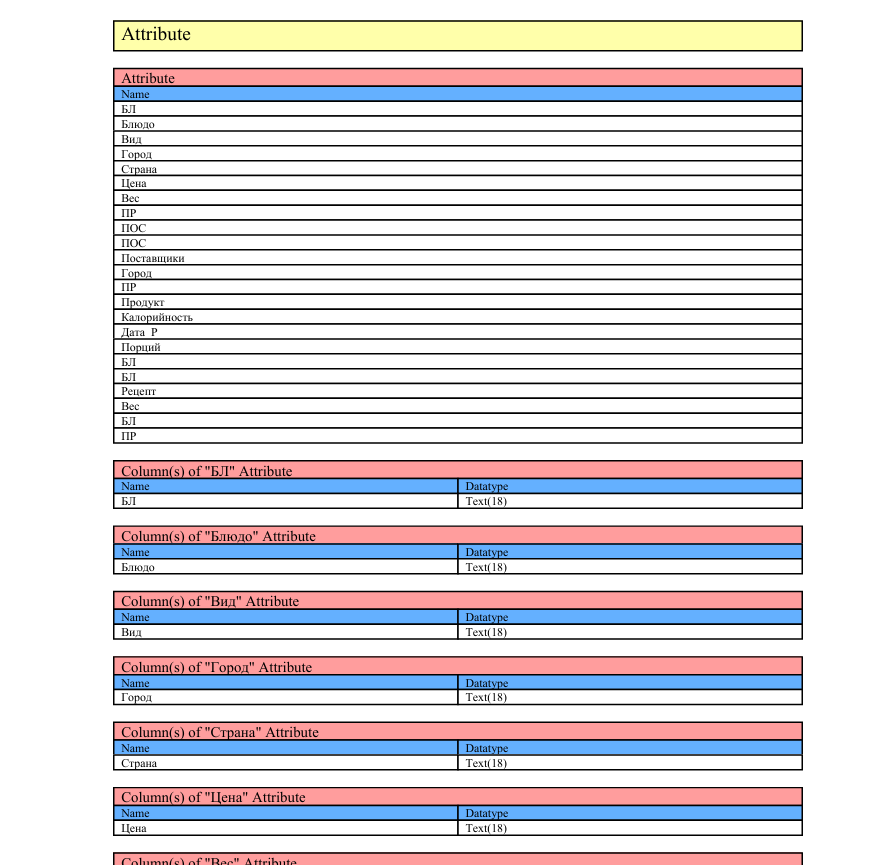 Attribute
Attribute
Name
БЛ
Блюдо
Вид
Город
Страна
Цена
Вес
ПР
ПОС
ПОС
Поставщики
Город
ПР
Продукт
Калорийность
Дата Р
Порций
БЛ
БЛ
Рецепт
Вес
БЛ
ПР
Column(s) of "БЛ" Attribute
Name Datatype
БЛ Text(18)
Column(s) of "Блюдо" Attribute
Name Datatype
Блюдо Text(18)
Column(s) of "Вид" Attribute
Name Datatype
Вид Text(18)
Column(s) of "Город" Attribute
Name Datatype
Город Text(18)
Column(s) of "Страна" Attribute
Name Datatype
Страна Text(18)
Column(s) of "Цена" Attribute
Name Datatype
Цена Text(18)
Column(s) of "Вес" Attribute